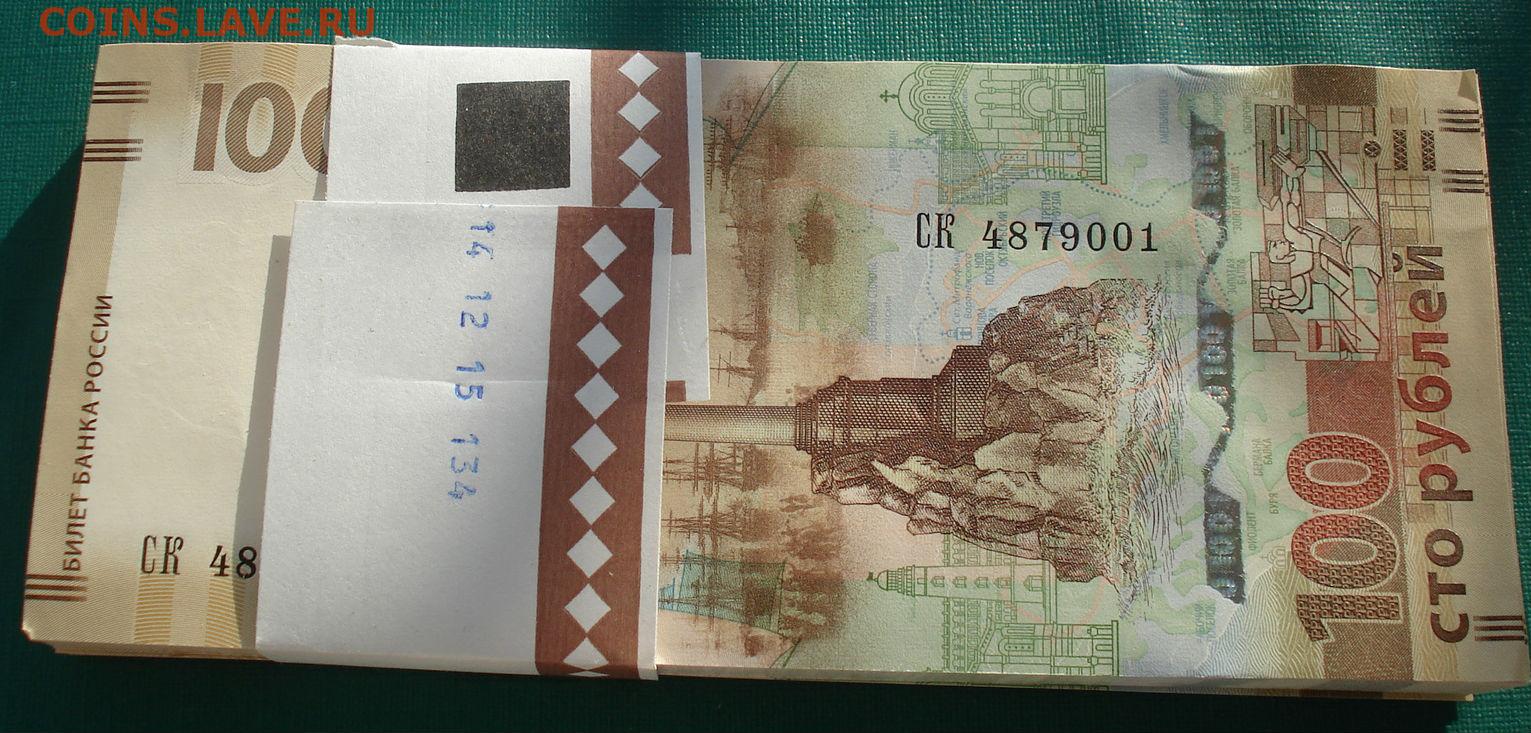 COINS.LAVE.RU
100
БИЛЕТ БАНКА РОССИИ
СК 48
14 12 15 134
СК 4879001
100
сто рублей